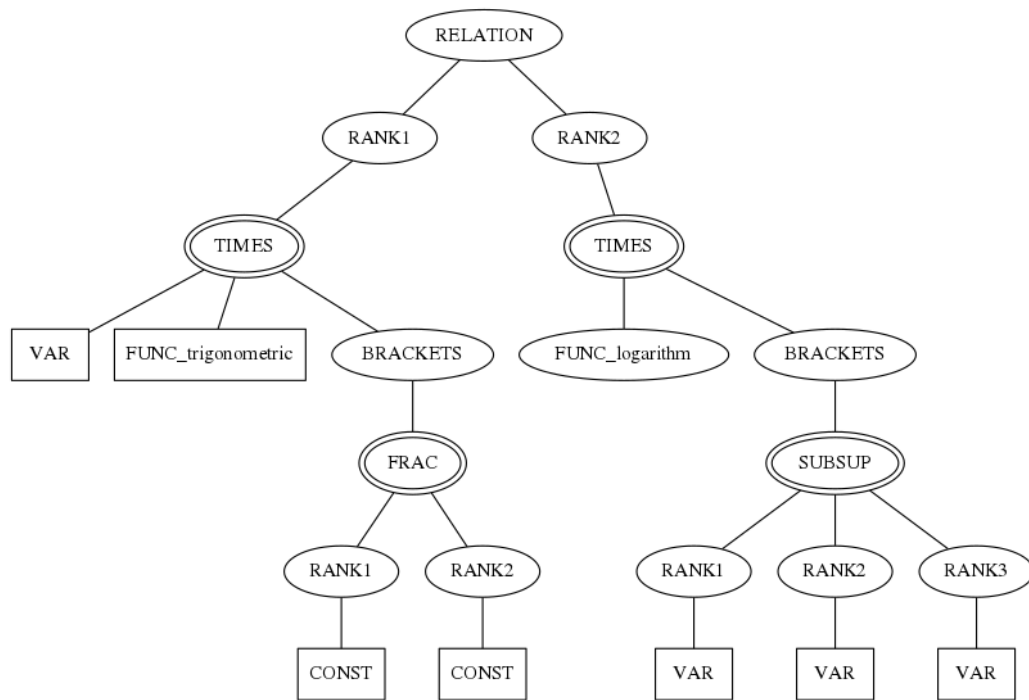 RELATION
RANK1 RANK2
TIMES TIMES
VAR FUNC_trigonometric BRACKETS FUNC_logarithm BRACKETS
FRAC SUBSUP
RANK1 RANK2 RANK1 RANK2 RANK3
CONST CONST VAR VAR VAR